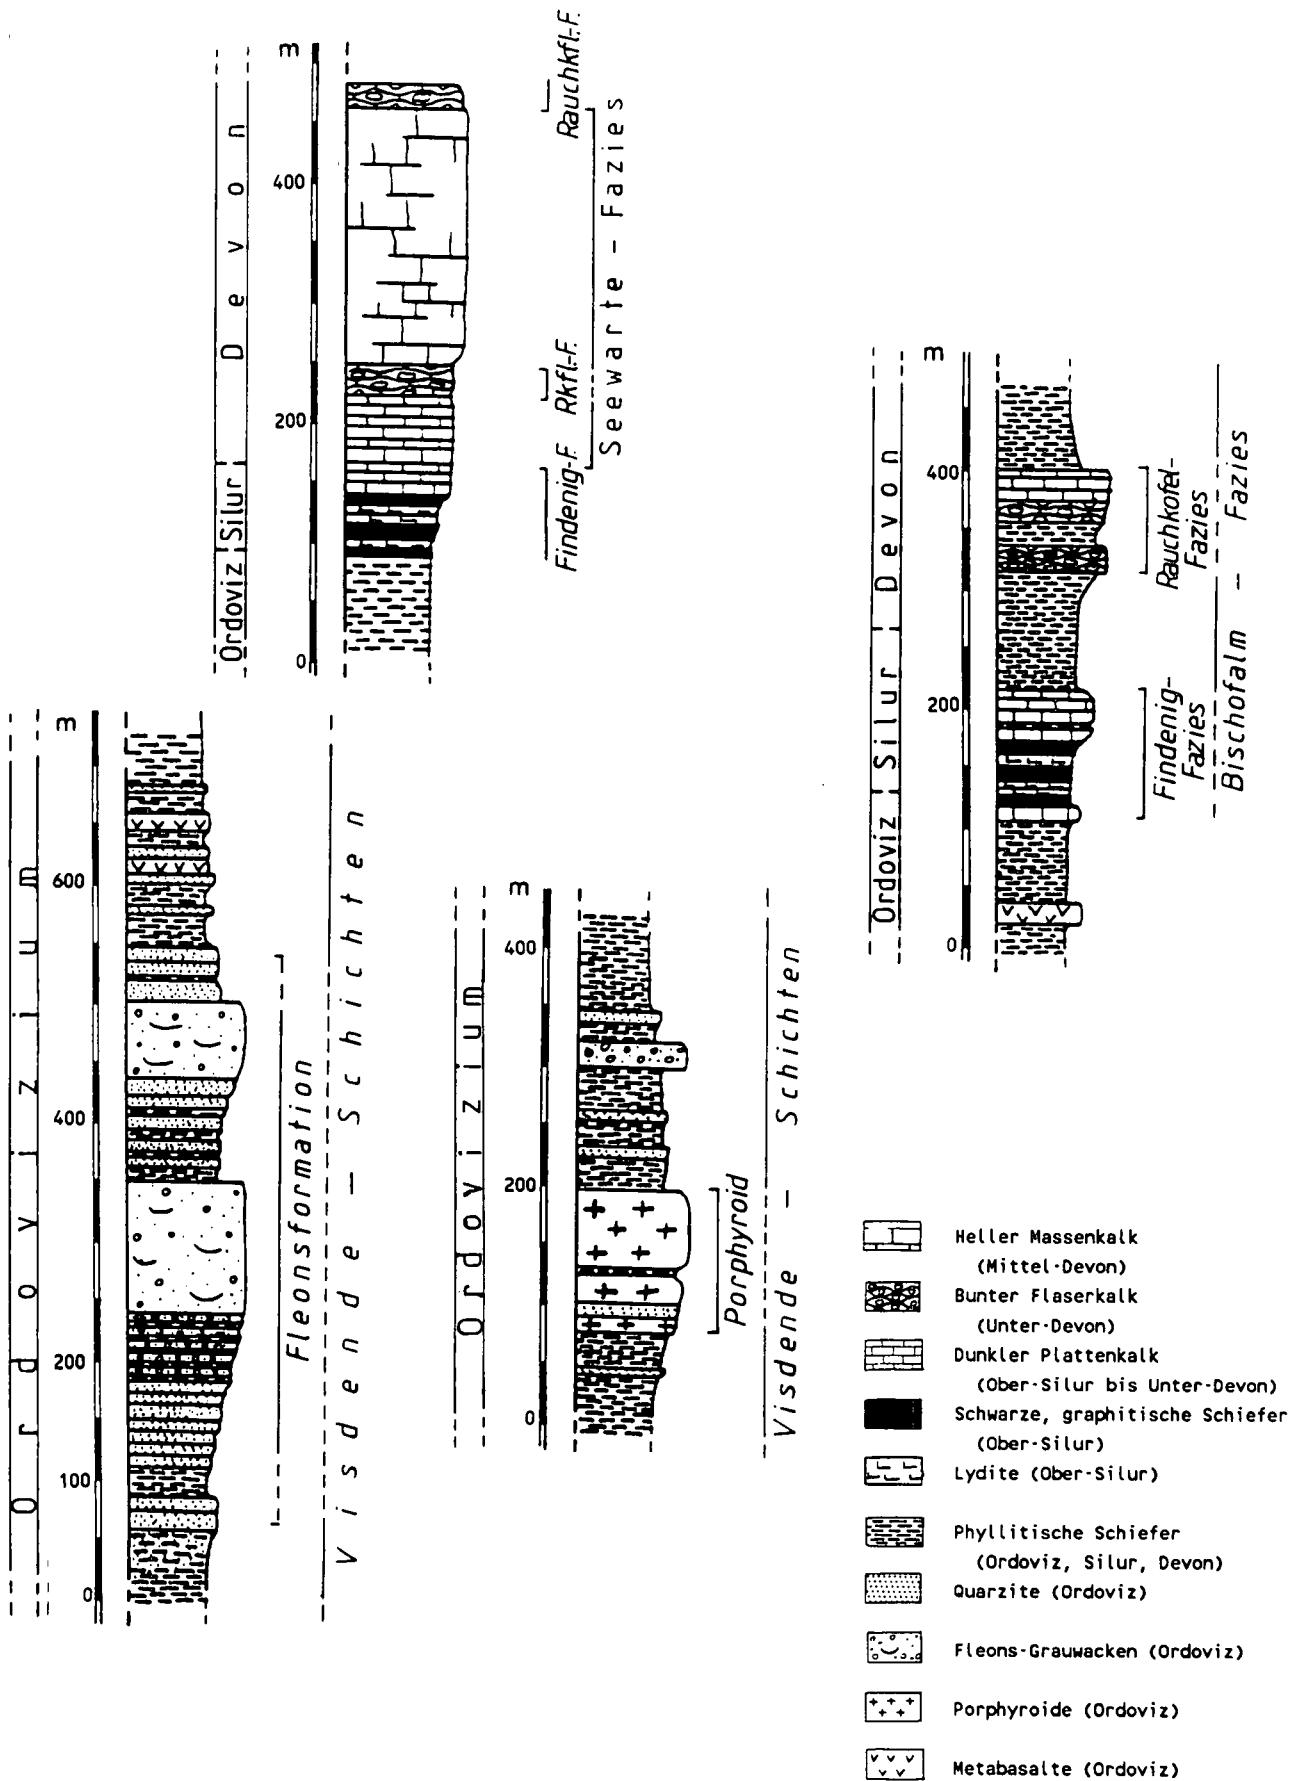 m
400
200
0
Devon
Silur
Ordoviz
Rauchkfl.-F.
Rkfl.-F.
Findenig-F.
Seewarte - Fazies
m
400
200
0
Devon
Silur
Ordoviz
Rauchkofel-
Fazies
Findenig-
Fazies
Bischofalm - Fazies
m
600
400
200
100
0
Ordovizium
Fleonsformation
Visdende - Schichten
m
400
200
0
Ordovizium
Porphyroid
Visdende - Schichten
Heller Massenkalk
(Mittel-Devon)
Bunter Flaserkalk
(Unter-Devon)
Dunkler Plattenkalk
(Ober-Silur bis Unter-Devon)
Schwarze, graphitische Schiefer
(Ober-Silur)
Lydite (Ober-Silur)
Phyllitische Schiefer
(Ordoviz, Silur, Devon)
Quarzite (Ordoviz)
Fleons-Grauwacken (Ordoviz)
Porphyroide (Ordoviz)
Metabasalte (Ordoviz)